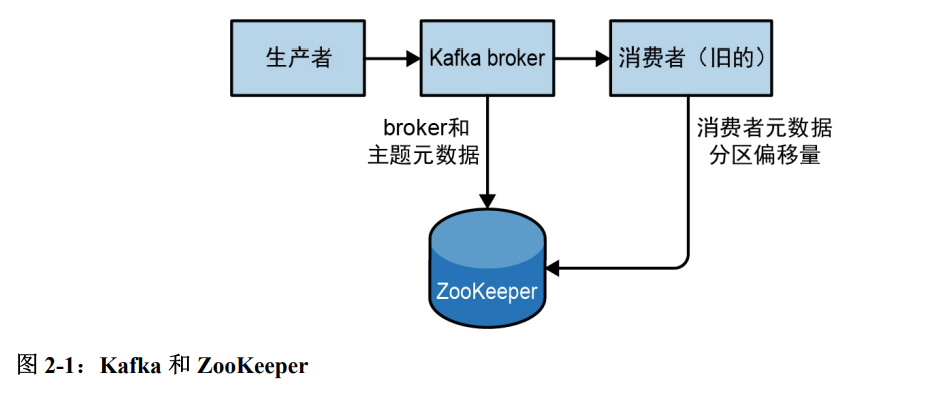 生产者
Kafka broker
消费者（旧的）
broker和
主题元数据
消费者元数据
分区偏移量
ZooKeeper
图 2-1：Kafka 和 ZooKeeper